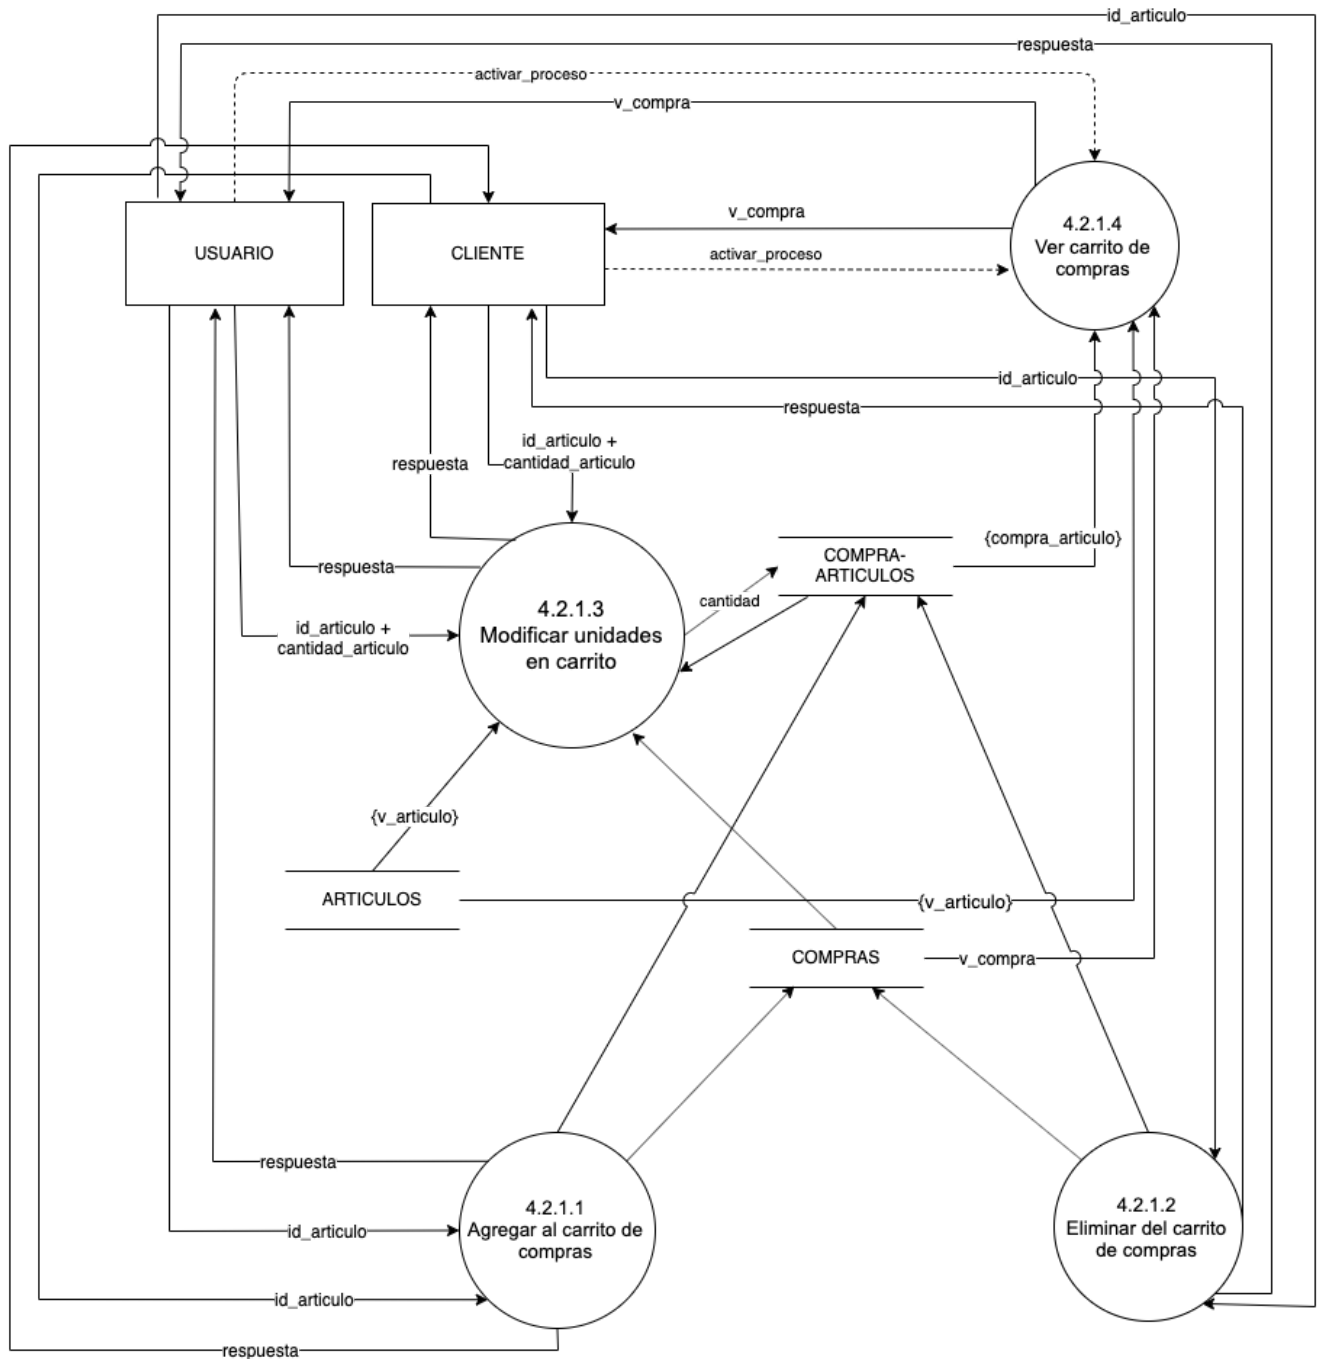 id_articulo
respuesta
activar_proceso
v_compra
v_compra
USUARIO
CLIENTE
activar_proceso
4.2.1.4
Ver carrito de
compras
id_articulo
respuesta
id_articulo +
cantidad_articulo
respuesta
{compra_articulo}
COMPRA-
ARTICULOS
respuesta
cantidad
4.2.1.3
Modificar unidades
en carrito
id_articulo +
cantidad_articulo
{v_articulo}
ARTICULOS
{v_articulo}
COMPRAS
v_compra
respuesta
4.2.1.1
Agregar al carrito de
compras
4.2.1.2
Eliminar del carrito
de compras
id_articulo
id_articulo
respuesta